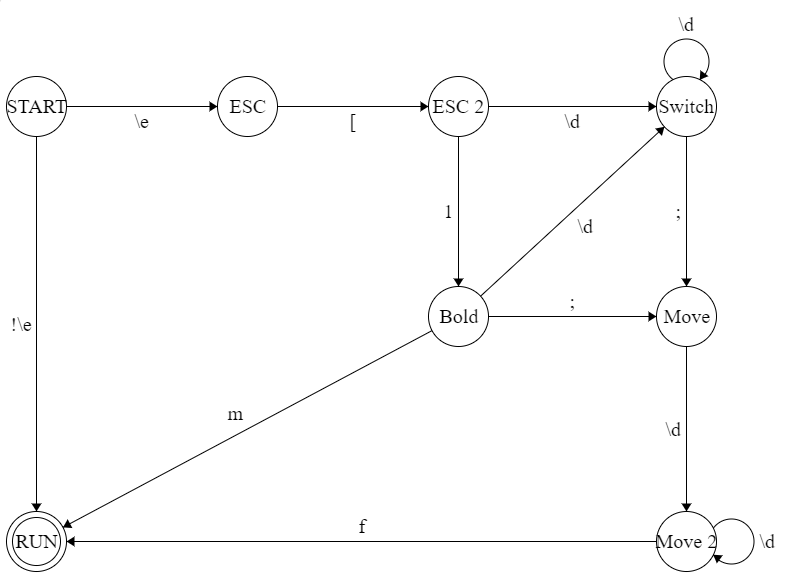 \d
START
\e
ESC
[
ESC 2
\d
Switch
1
\d
;
!\e
Bold
;
Move
m
\d
RUN
f
Move 2
\d